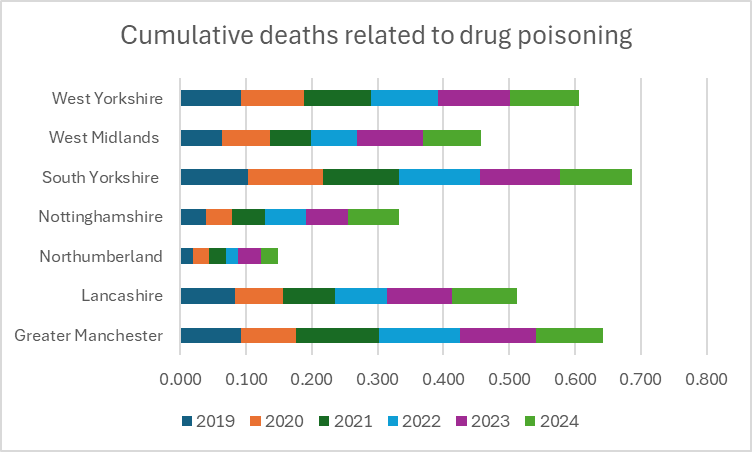 Cumulative deaths related to drug poisoning
West Yorkshire
West Midlands
South Yorkshire
Nottinghamshire
Northumberland
Lancashire
Greater Manchester
0.000 0.100 0.200 0.300 0.400 0.500 0.600 0.700 0.800
2019 2020 2021 2022 2023 2024